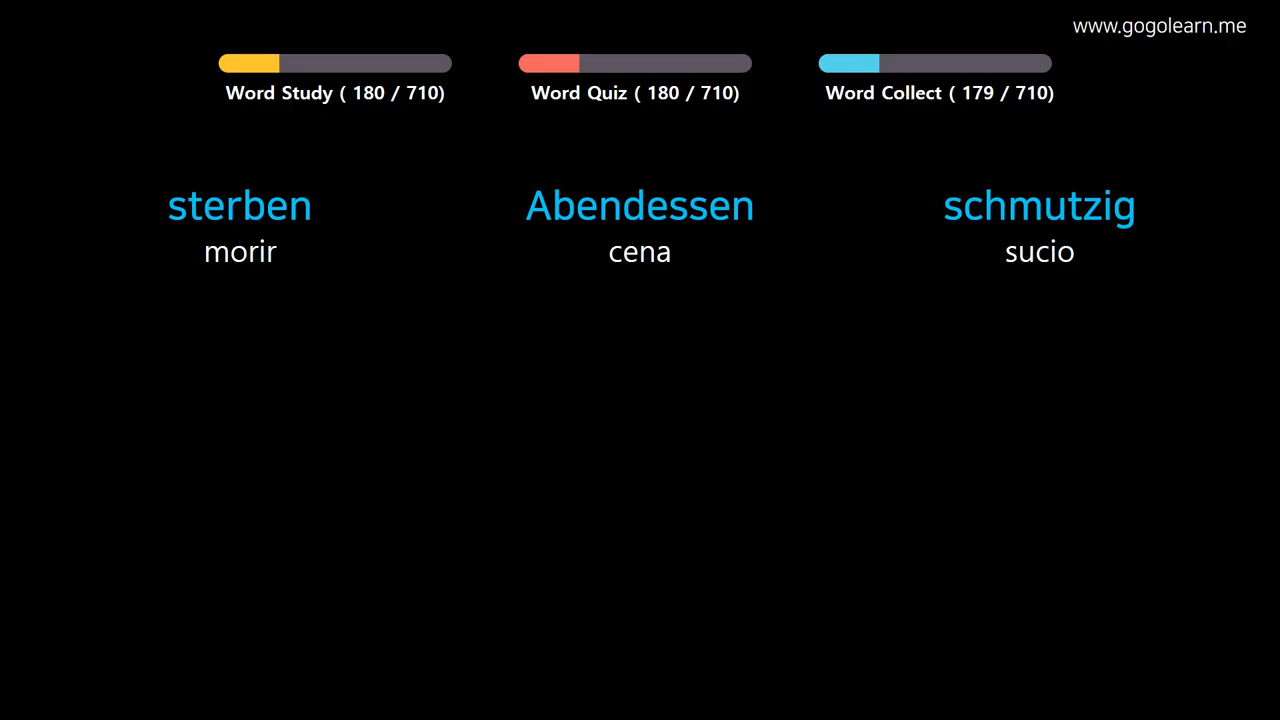 www.gogolearn.me
Word Study ( 180 / 710)
Word Quiz ( 180 / 710)
Word Collect ( 179 / 710)
sterben
morir
Abendessen
cena
schmutzig
sucio